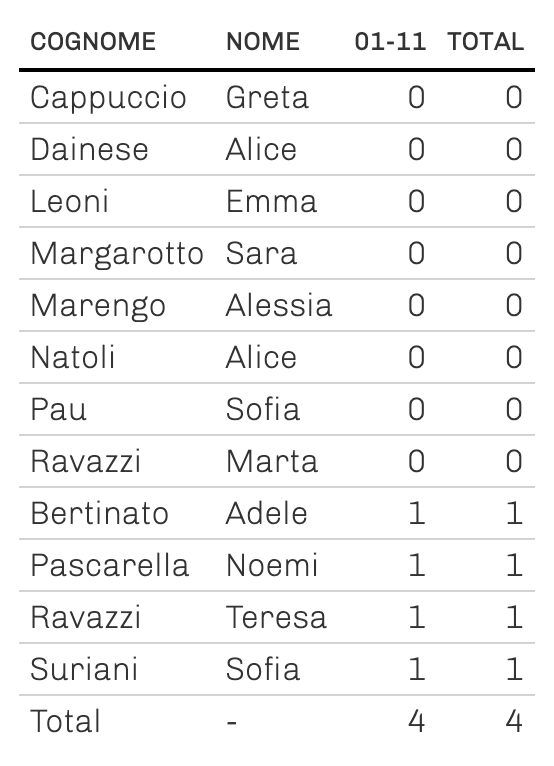 COGNOME NOME 01-11 TOTAL
Cappuccio Greta 0 0
Dainese Alice 0 0
Leoni Emma 0 0
Margarotto Sara 0 0
Marengo Alessia 0 0
Natoli Alice 0 0
Pau Sofia 0 0
Ravazzi Marta 0 0
Bertinato Adele 1 1
Pascarella Noemi 1 1
Ravazzi Teresa 1 1
Suriani Sofia 1 1
Total - 4 4